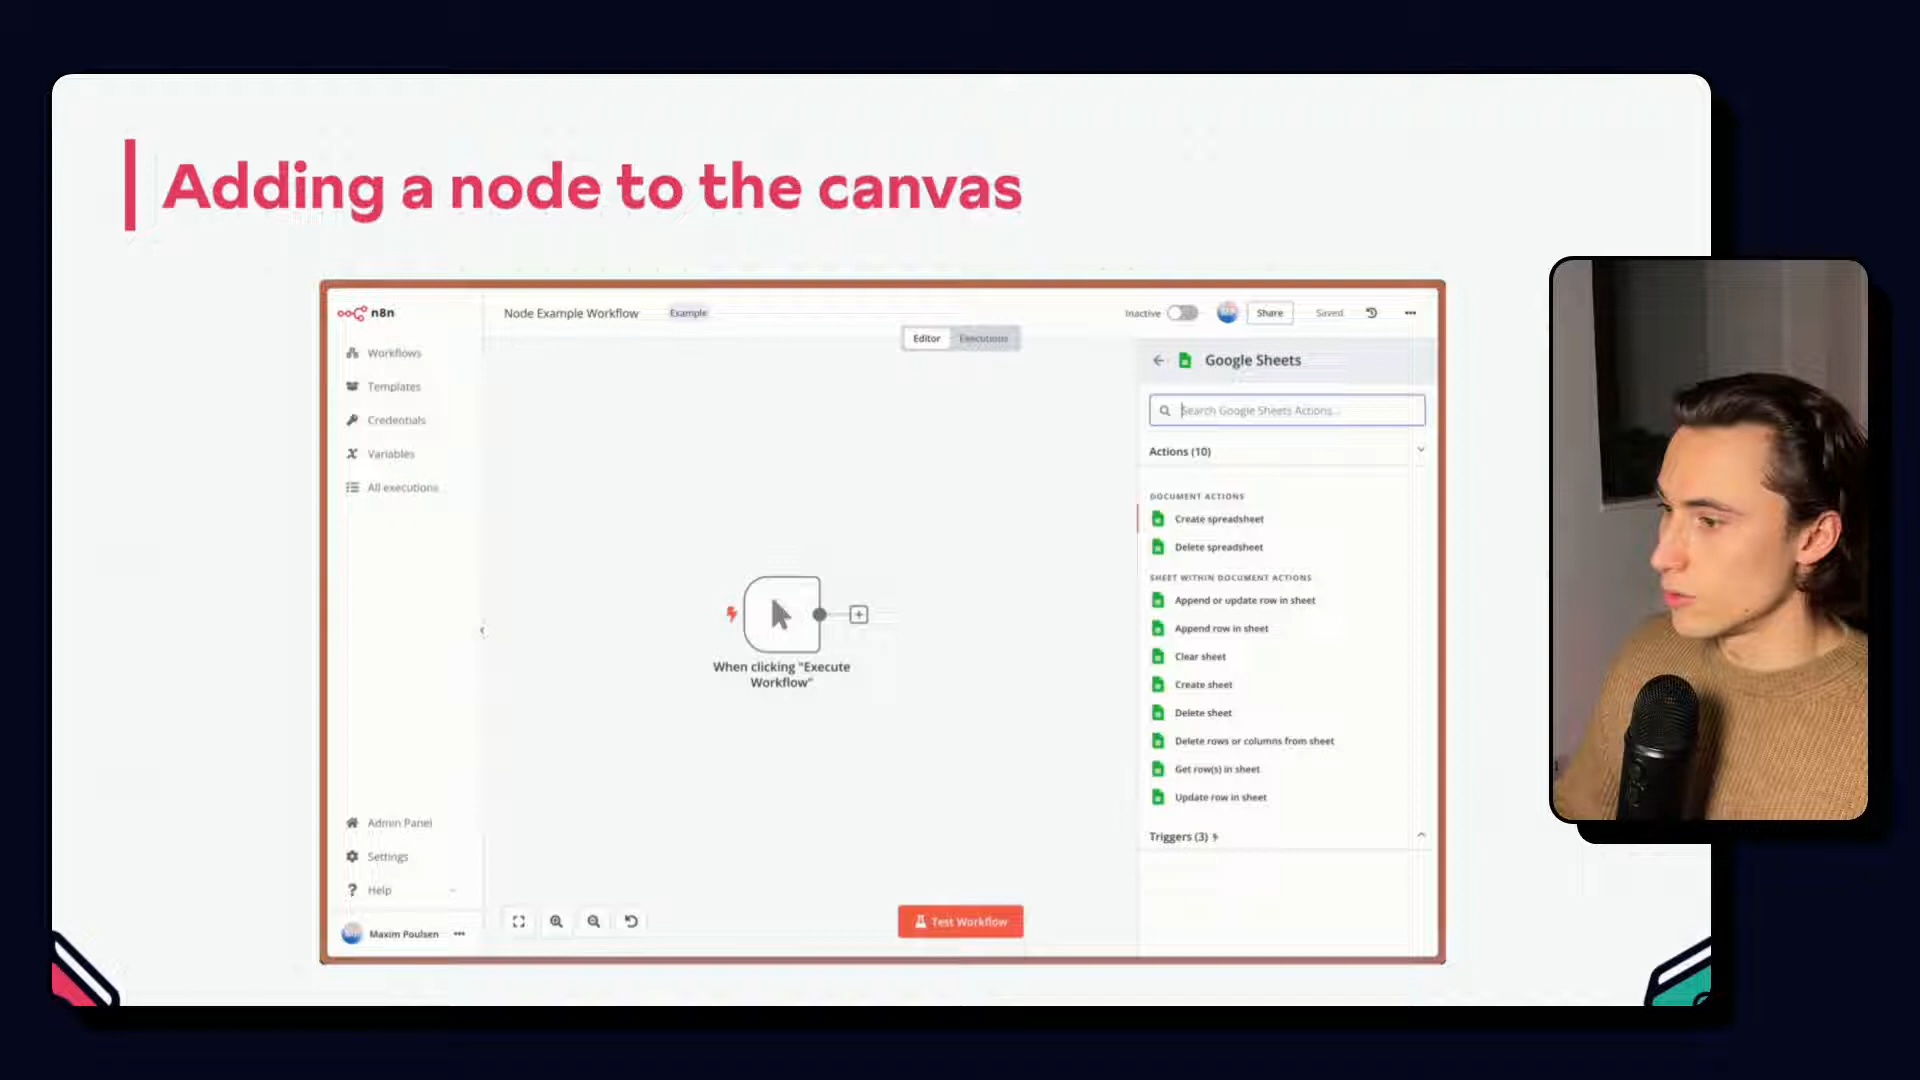 Adding a node to the canvas
n8n
Node Example Workflow
Example
Inactive
Share
Saved
Editor
Executions
Workflows
Templates
Credentials
Variables
All executions
Google Sheets
Search Google Sheets Actions...
Actions (10)
DOCUMENT ACTIONS
Create spreadsheet
Delete spreadsheet
SHEET WITHIN DOCUMENT ACTIONS
Append or update row in sheet
Append row in sheet
Clear sheet
Create sheet
Delete sheet
Delete rows or columns from sheet
Get row(s) in sheet
Update row in sheet
Triggers (3)
When clicking "Execute
Workflow"
Admin Panel
Settings
Help
Maxim Poulsen
Test Workflow